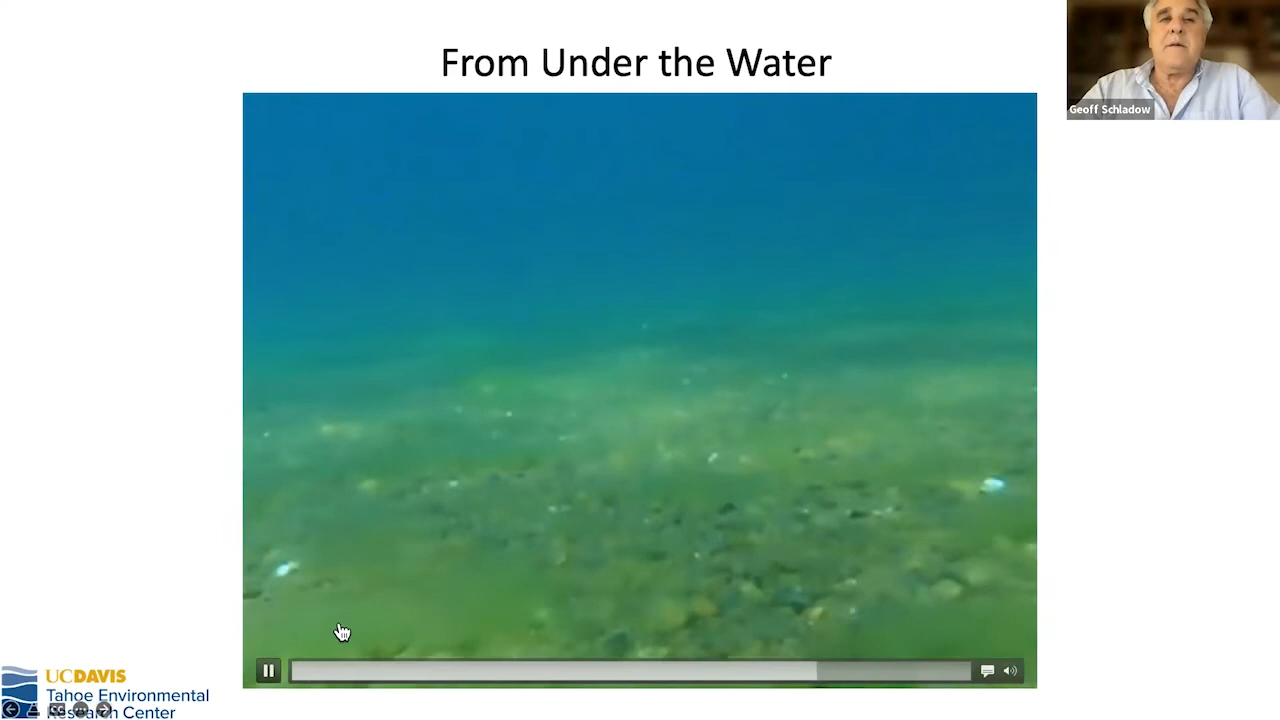 From Under the Water
Geoff Schladow
UCDAVIS
Tahoe Environmental
Research Center